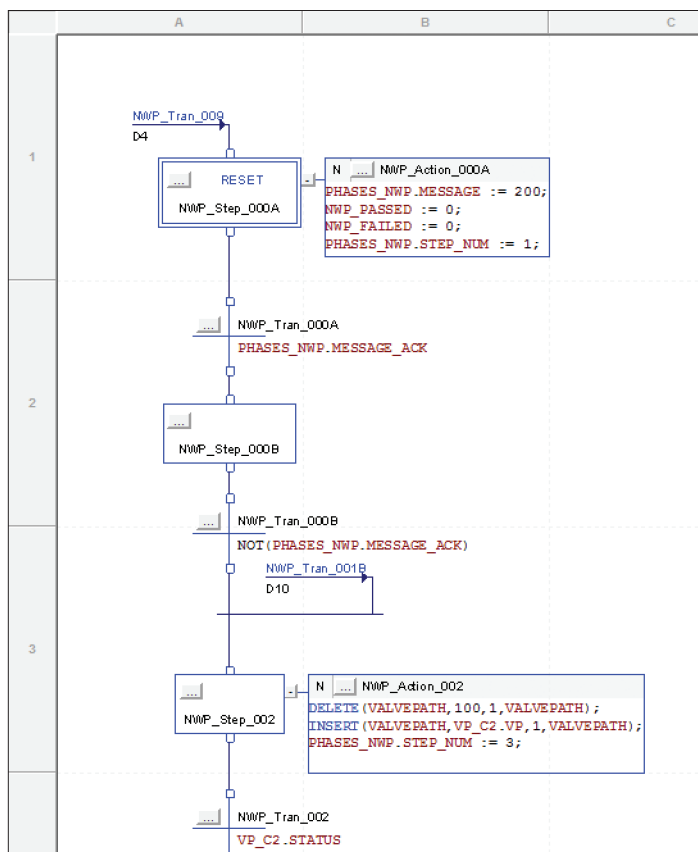 A B C
1
NWP_Tran_009
D4
... RESET
NWP_Step_000A
- N ... NWP_Action_000A
PHASES_NWP.MESSAGE := 200;
NWP_PASSED := 0;
NWP_FAILED := 0;
PHASES_NWP.STEP_NUM := 1;
2
... NWP_Tran_000A
PHASES_NWP.MESSAGE_ACK
...
NWP_Step_000B
... NWP_Tran_000B
NOT(PHASES_NWP.MESSAGE_ACK)
NWP_Tran_001B
D10
3
...
NWP_Step_002
- N ... NWP_Action_002
DELETE(VALVEPATH,100,1,VALVEPATH);
INSERT(VALVEPATH,VP_C2.VP,1,VALVEPATH);
PHASES_NWP.STEP_NUM := 3;
... NWP_Tran_002
VP_C2.STATUS